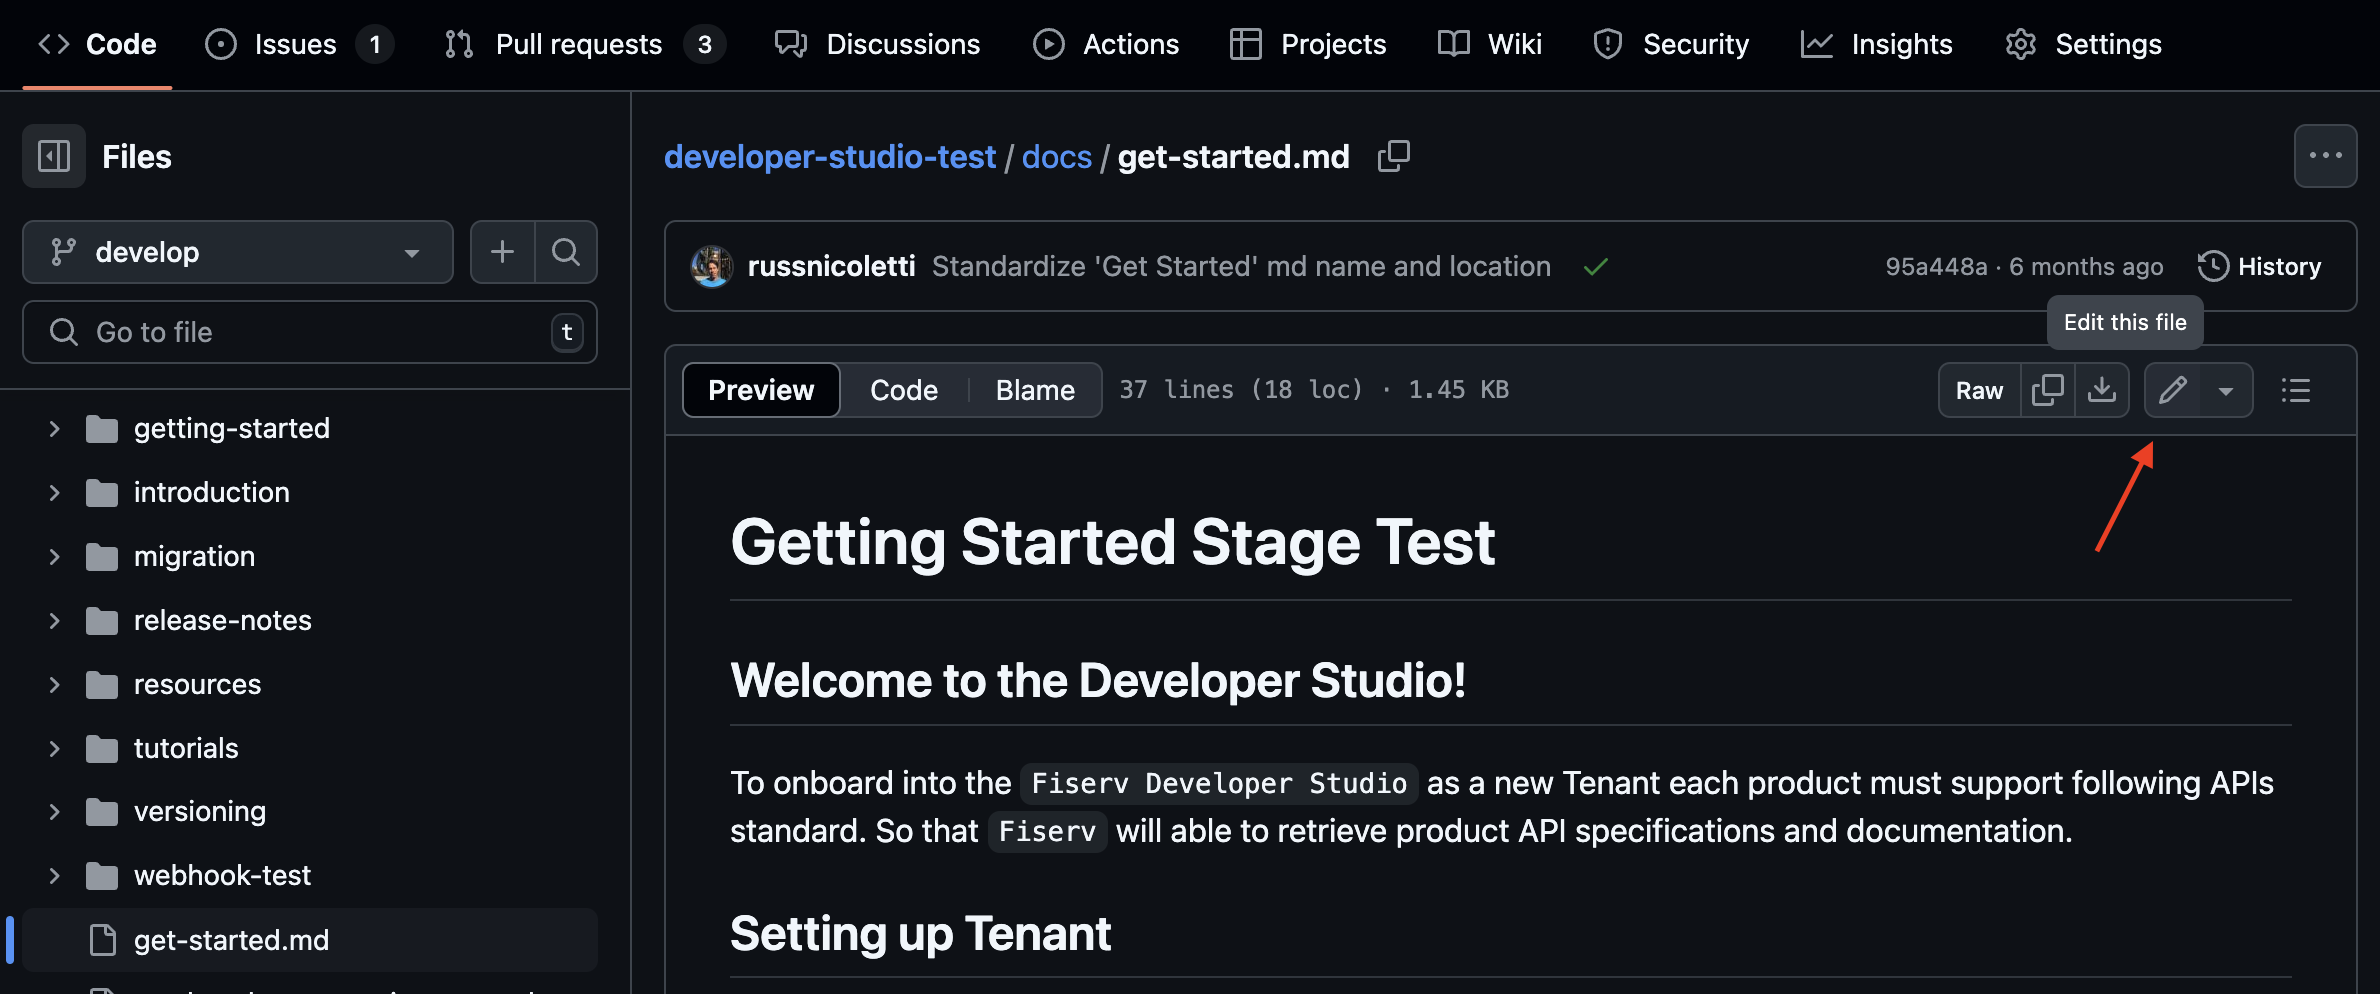 Code Issues 1 Pull requests 3 Discussions Actions Projects Wiki Security Insights Settings
Files
develop
Go to file t
getting-started
introduction
migration
release-notes
resources
tutorials
versioning
webhook-test
get-started.md
developer-studio-test / docs / get-started.md
russnicoletti Standardize 'Get Started' md name and location 95a448a · 6 months ago History
Edit this file
Preview Code Blame 37 lines (18 loc) · 1.45 KB Raw
Getting Started Stage Test
Welcome to the Developer Studio!
To onboard into the Fiserv Developer Studio as a new Tenant each product must support following APIs
standard. So that Fiserv will able to retrieve product API specifications and documentation.
Setting up Tenant